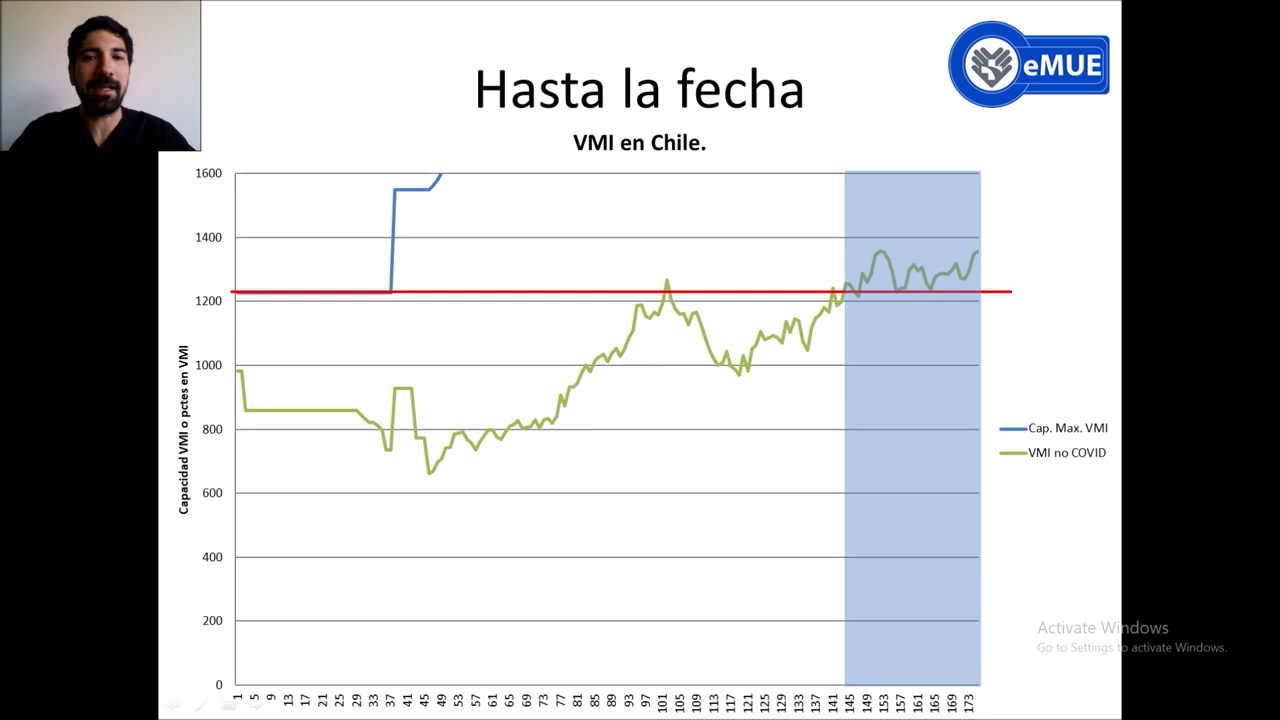 Hasta la fecha
eMUE
VMI en Chile.
1600
1400
1200
1000
800
600
400
200
0
Capacidad VMI o pctes en VMI
1 5 9 13 17 21 25 29 33 37 41 45 49 53 57 61 65 69 73 77 81 85 89 93 97 101 105 109 113 117 121 125 129 133 137 141 145 149 153 157 161 165 169 173
Cap. Max. VMI
VMI no COVID
Activate Windows
Go to Settings to activate Windows.